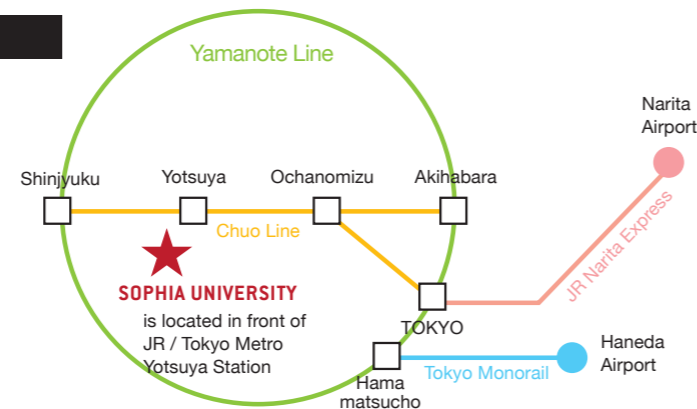 Yamanote Line
Narita
Airport
Shinjyuku
Yotsuya
Ochanomizu
Akihabara
Chuo Line
JR Narita Express
SOPHIA UNIVERSITY
is located in front of
JR / Tokyo Metro
Yotsuya Station
TOKYO
Haneda
Airport
Tokyo Monorail
Hama
matsucho